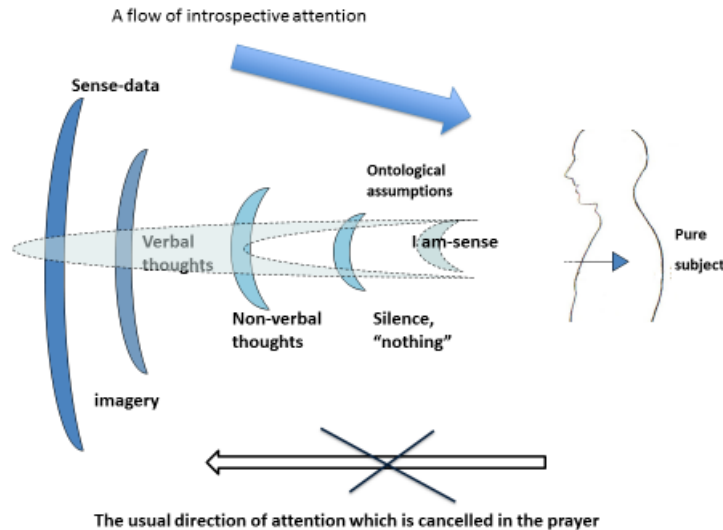 A flow of introspective attention
Sense-data
Ontological
assumptions
Verbal
thoughts
I am-sense
Pure
subject
Non-verbal
thoughts
Silence,
“nothing”
imagery
The usual direction of attention which is cancelled in the prayer